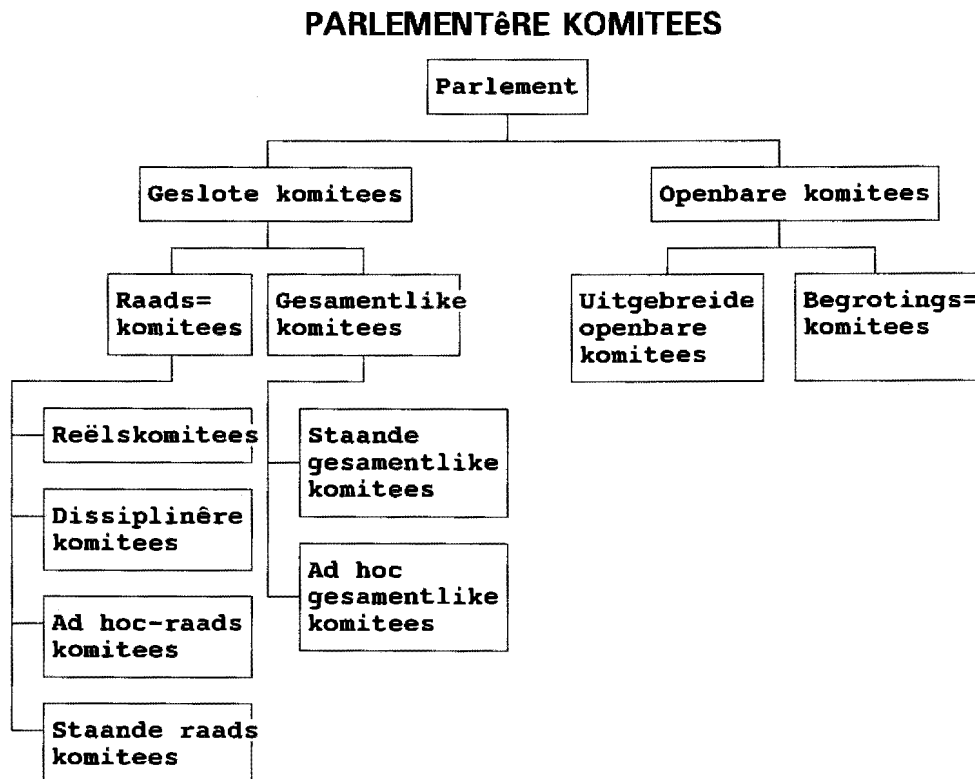 PARLEMENTêRE KOMITEES
Parlement
Geslote komitees
Openbare komitees
Raads=
komitees
Gesamentlike
komitees
Uitgebreide
openbare
komitees
Begrotings=
komitees
Reëlskomitees
Dissiplinêre
komitees
Ad hoc-raads
komitees
Staande raads
komitees
Staande
gesamentlike
komitees
Ad hoc
gesamentlike
komitees